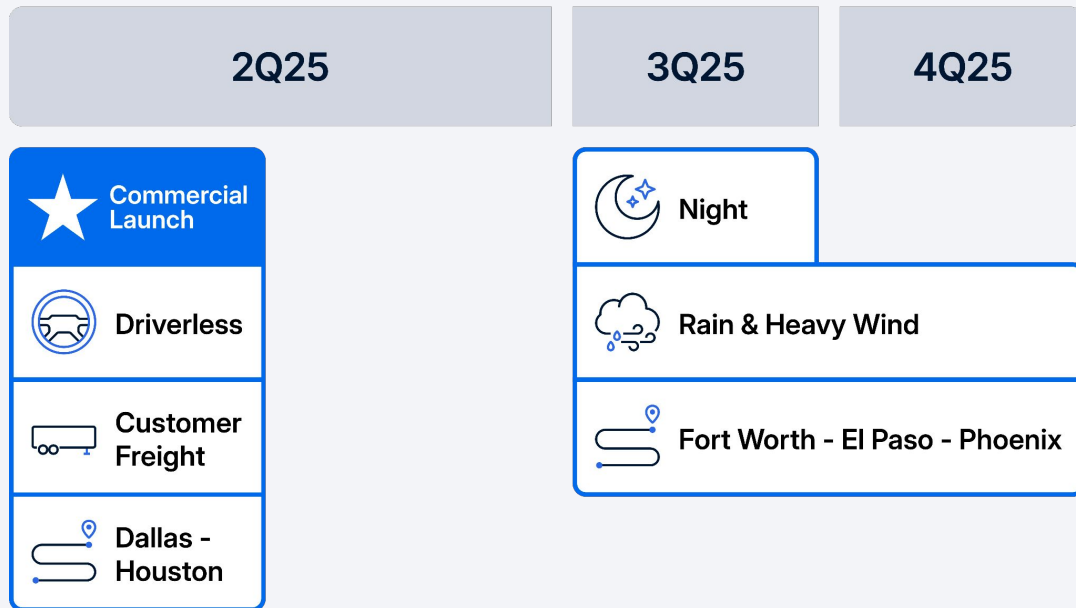 2Q25
3Q25
4Q25
Commercial
Launch
Driverless
Customer
Freight
Dallas -
Houston
Night
Rain & Heavy Wind
Fort Worth - El Paso - Phoenix